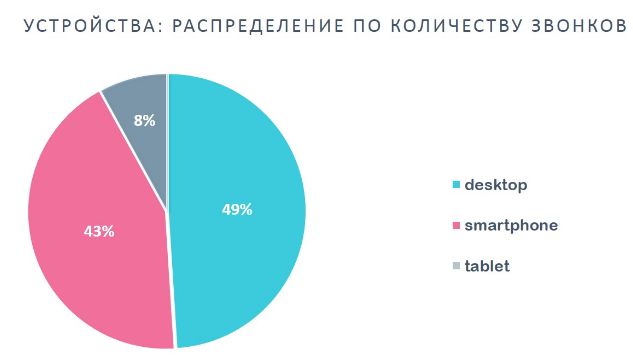 УСТРОЙСТВА: РАСПРЕДЕЛЕНИЕ ПО КОЛИЧЕСТВУ ЗВОНКОВ
8%
49%
43%
desktop
smartphone
tablet